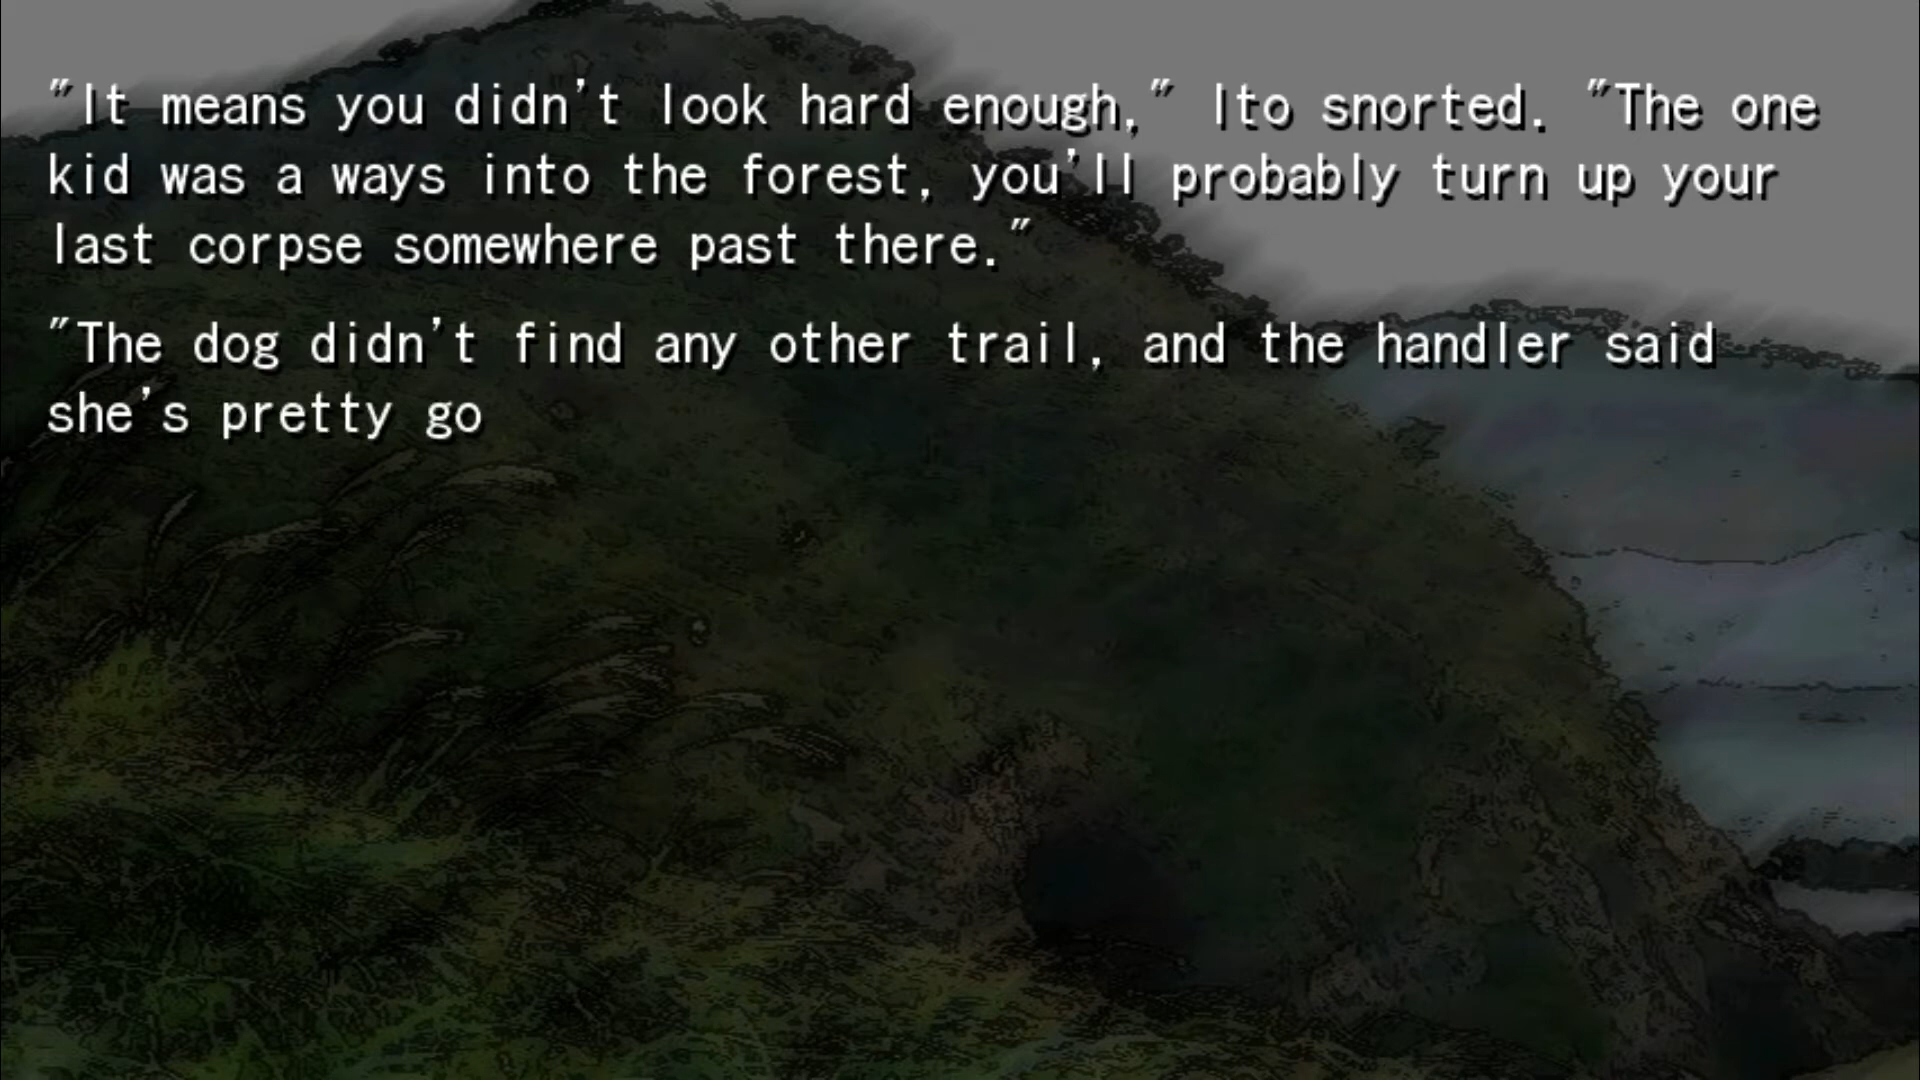 "It means you didn't look hard enough," Ito snorted. "The one
kid was a ways into the forest, you'll probably turn up your
last corpse somewhere past there."
"The dog didn't find any other trail, and the handler said
she's pretty go